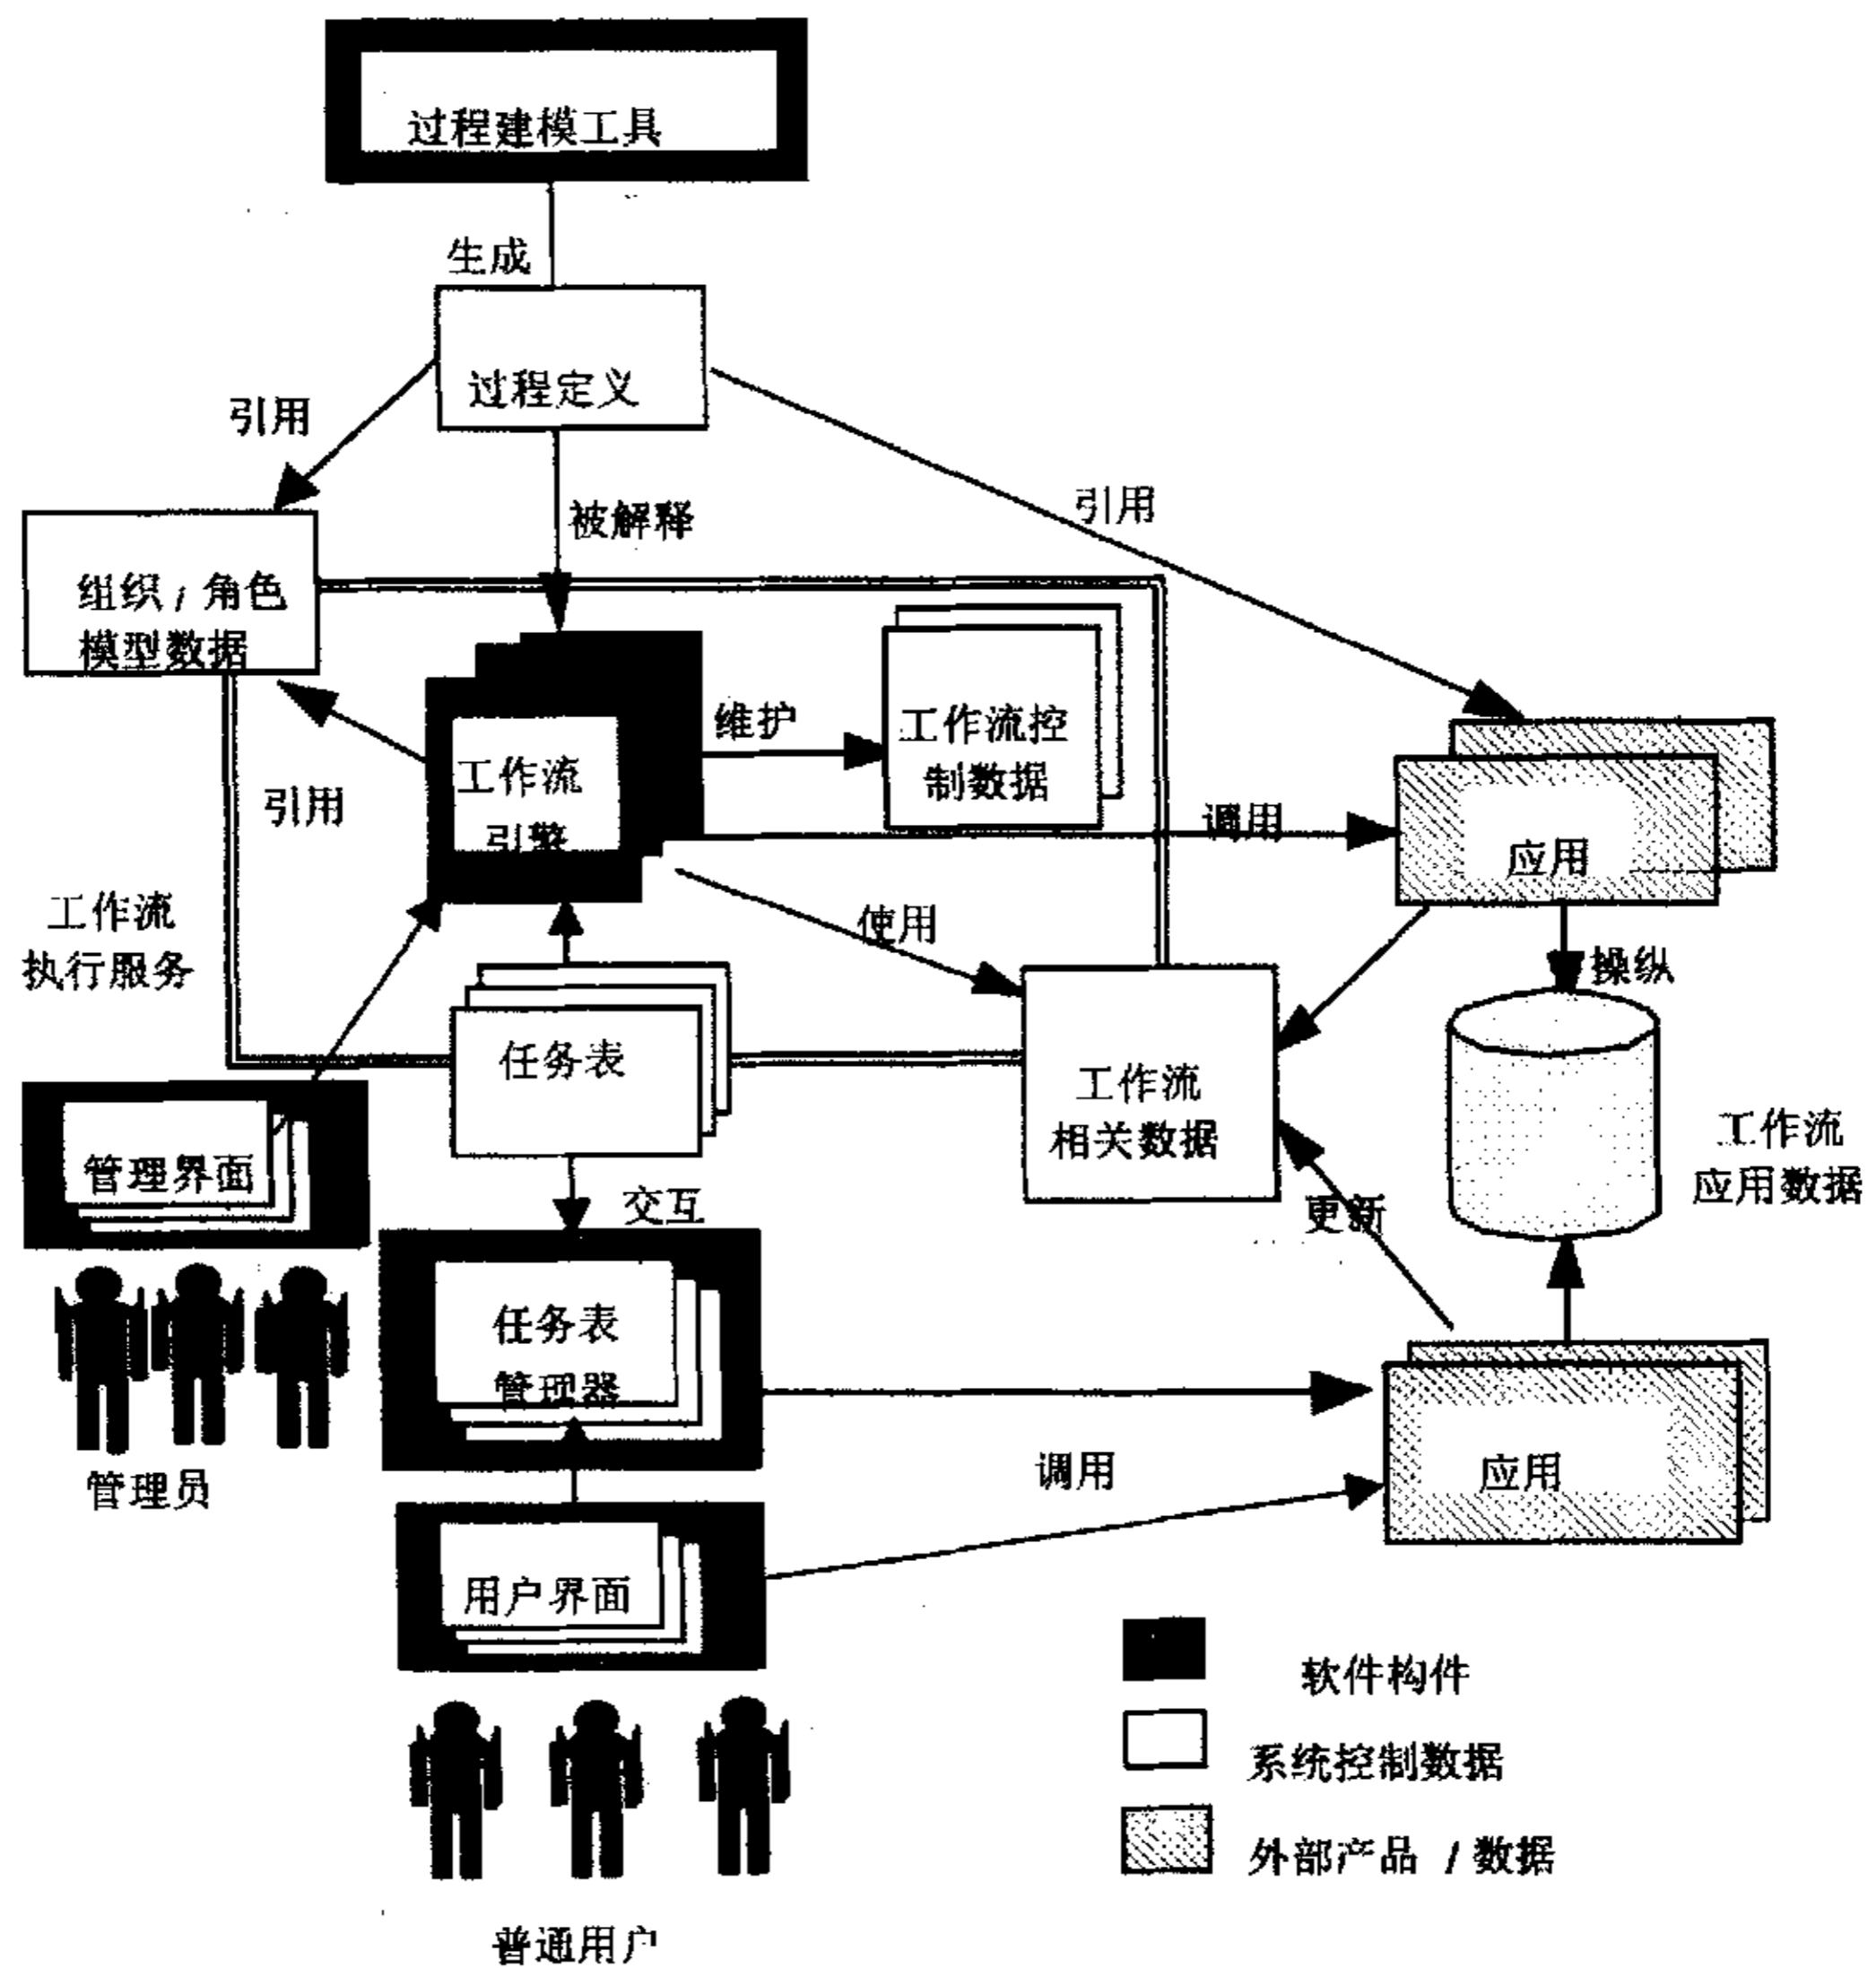 过程建模工具
生成
过程定义
引用
被解释
引用
组织 / 角色
模型数据
工作流
引擎
维护
工作流控
制数据
引用
调用
应用
工作流
执行服务
使用
操纵
任务表
工作流
相关数据
工作流
应用数据
管理界面
交互
更新
任务表
管理器
管理员
调用
应用
用户界面
软件构件
系统控制数据
外部产品 / 数据
普通用户